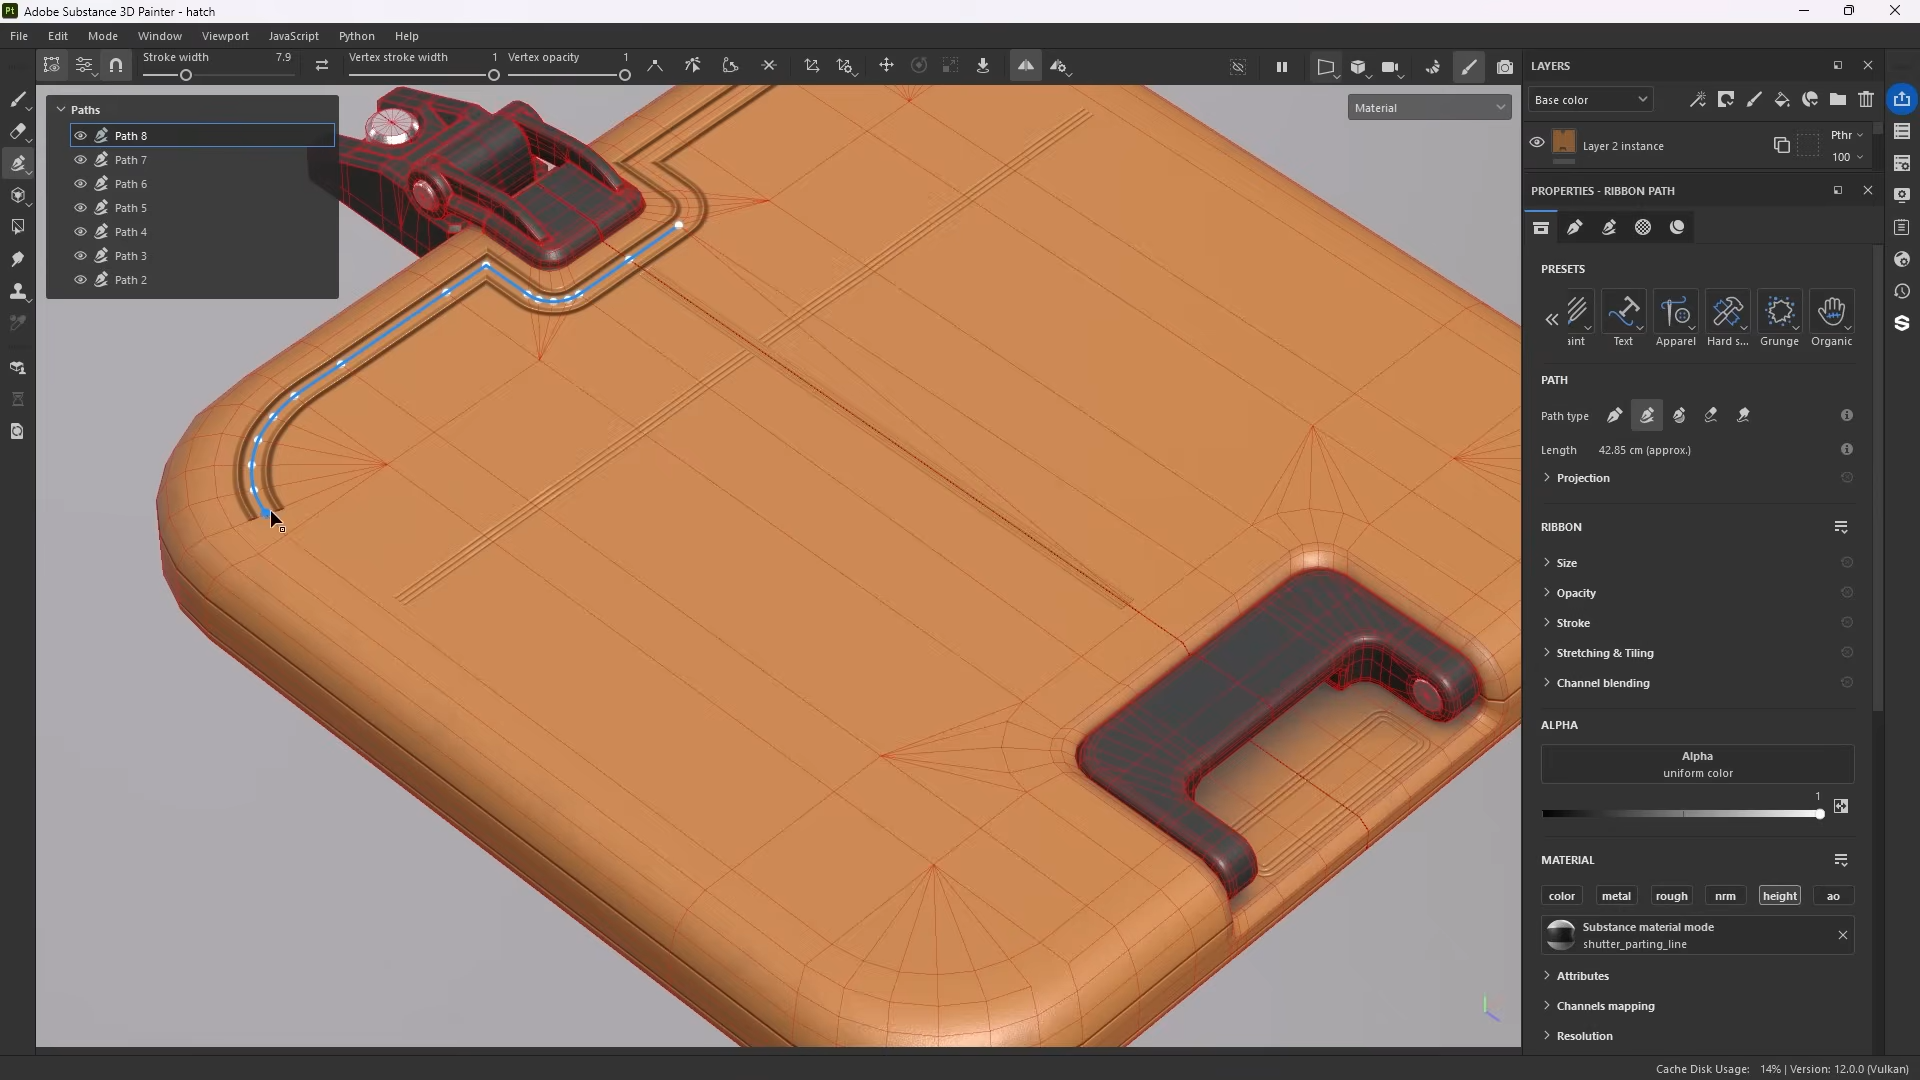 Pt Adobe Substance 3D Painter - hatch
File Edit Mode Window Viewport JavaScript Python Help
Stroke width 7.9 Vertex stroke width 1 Vertex opacity 1
Paths
Path 8
Path 7
Path 6
Path 5
Path 4
Path 3
Path 2
Material
LAYERS
Base color
Layer 2 instance
Pthr
100
PROPERTIES - RIBBON PATH
PRESETS
aint Text Apparel Hard s... Grunge Organic
PATH
Path type
Length 42.85 cm (approx.)
Projection
RIBBON
Size
Opacity
Stroke
Stretching & Tiling
Channel blending
ALPHA
Alpha
uniform color
1
MATERIAL
color metal rough nrm height ao
Substance material mode
shutter_parting_line
Attributes
Channels mapping
Resolution
Cache Disk Usage: 14% | Version: 12.0.0 (Vulkan)